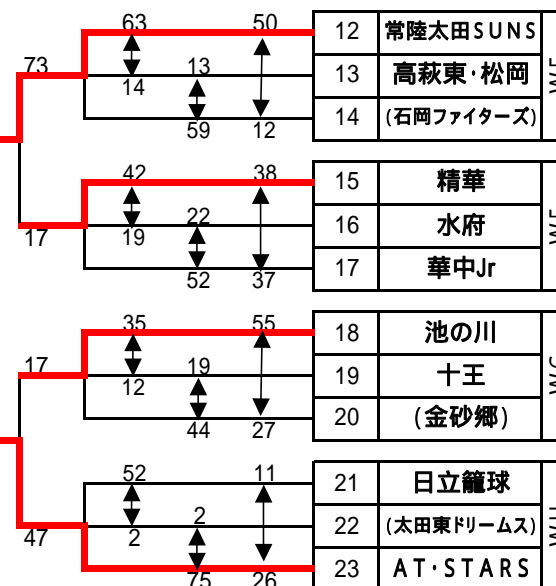 63 50 12 常陸太田SUNS
73 13 13 高萩東・松岡
14
59 12 14 (石岡ファイターズ)
42 38 15 精華
22 16 水府
17 19
52 37 17 華中Jr
35 55 18 池の川
17 19 19 十王
12
44 27 20 (金砂郷)
52 11 21 日立籠球
2 22 (太田東ドリームス)
47 2
75 26 23 AT・STARS